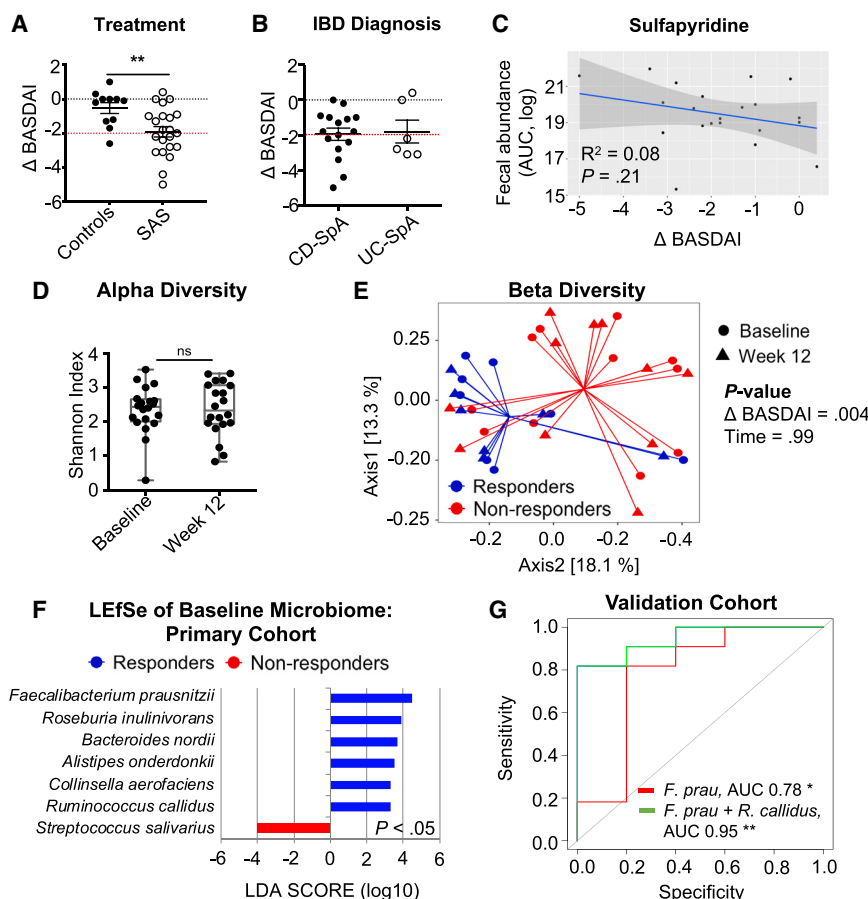 A
Treatment
**
Δ BASDAI
2
0
-2
-4
-6
Controls
SAS
B
IBD Diagnosis
Δ BASDAI
2
0
-2
-4
-6
CD-SpA
UC-SpA
C
Sulfapyridine
Fecal abundance
(AUC, log)
21
19
17
15
R² = 0.08
P = .21
-5
-4
-3
-2
-1
0
Δ BASDAI
D
Alpha Diversity
ns
Shannon Index
5
4
3
2
1
0
Baseline
Week 12
E
Beta Diversity
Axis1 [13.3 %]
0.25
0.00
-0.20
-0.25
Responders
Non-responders
-0.2
0.0
-0.2
-0.4
Axis2 [18.1 %]
Baseline
Week 12
P-value
Δ BASDAI = .004
Time = .99
F
LEfSe of Baseline Microbiome:
Primary Cohort
Responders
Non-responders
Faecalibacterium prausnitzii
Roseburia inulinivorans
Bacteroides nordii
Alistipes onderdonkii
Collinsella aerofaciens
Ruminococcus callidus
Streptococcus salivarius
P < .05
-6
-4
-2
0
2
4
6
LDA SCORE (log10)
G
Validation Cohort
Sensitivity
1.0
0.8
0.6
0.4
0.2
0.0
F. prau, AUC 0.78 *
F. prau + R. callidus,
AUC 0.95 **
0.0
0.2
0.4
0.6
0.8
1.0
Specificity